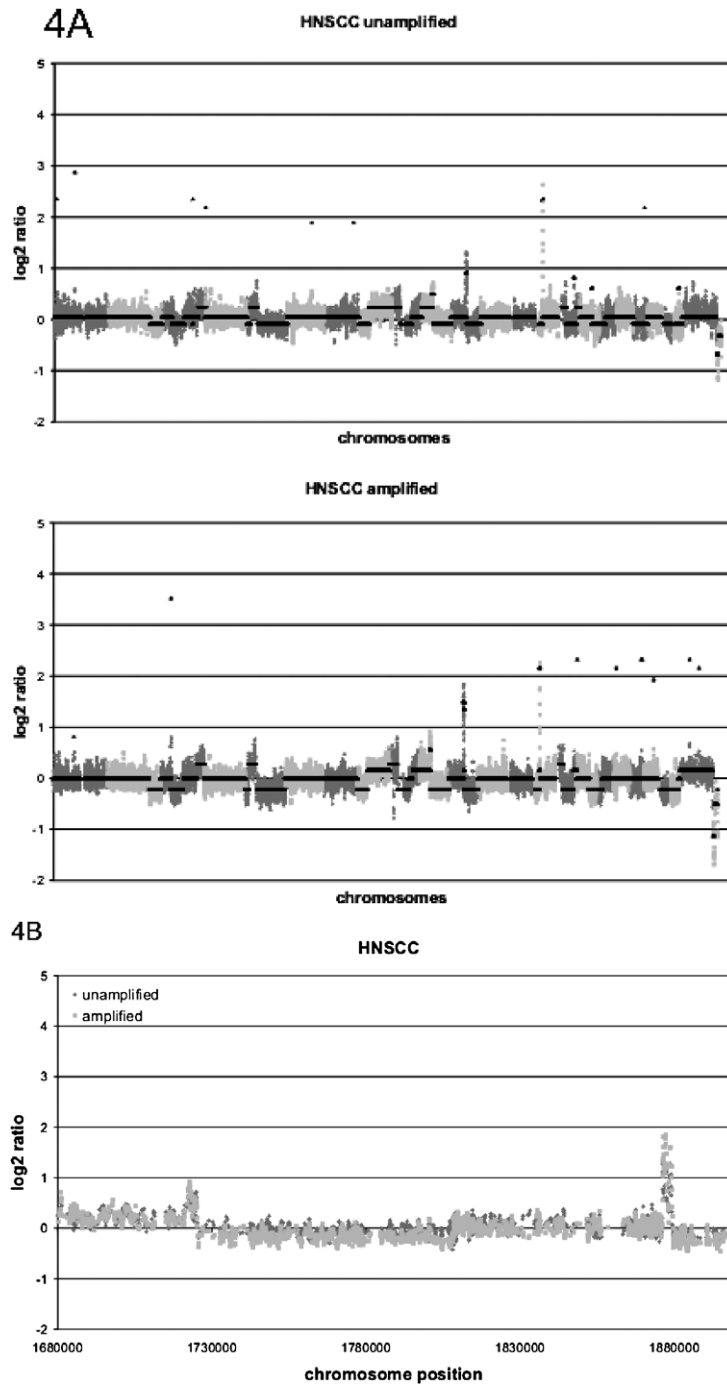 4A
HNSCC unamplified
5
4
3
2
1
0
-1
-2
log2 ratio
chromosomes
HNSCC amplified
5
4
3
2
1
0
-1
-2
log2 ratio
chromosomes
4B
HNSCC
unamplified
amplified
5
4
3
2
1
0
-1
-2
log2 ratio
1680000 1730000 1780000 1830000 1880000
chromosome position